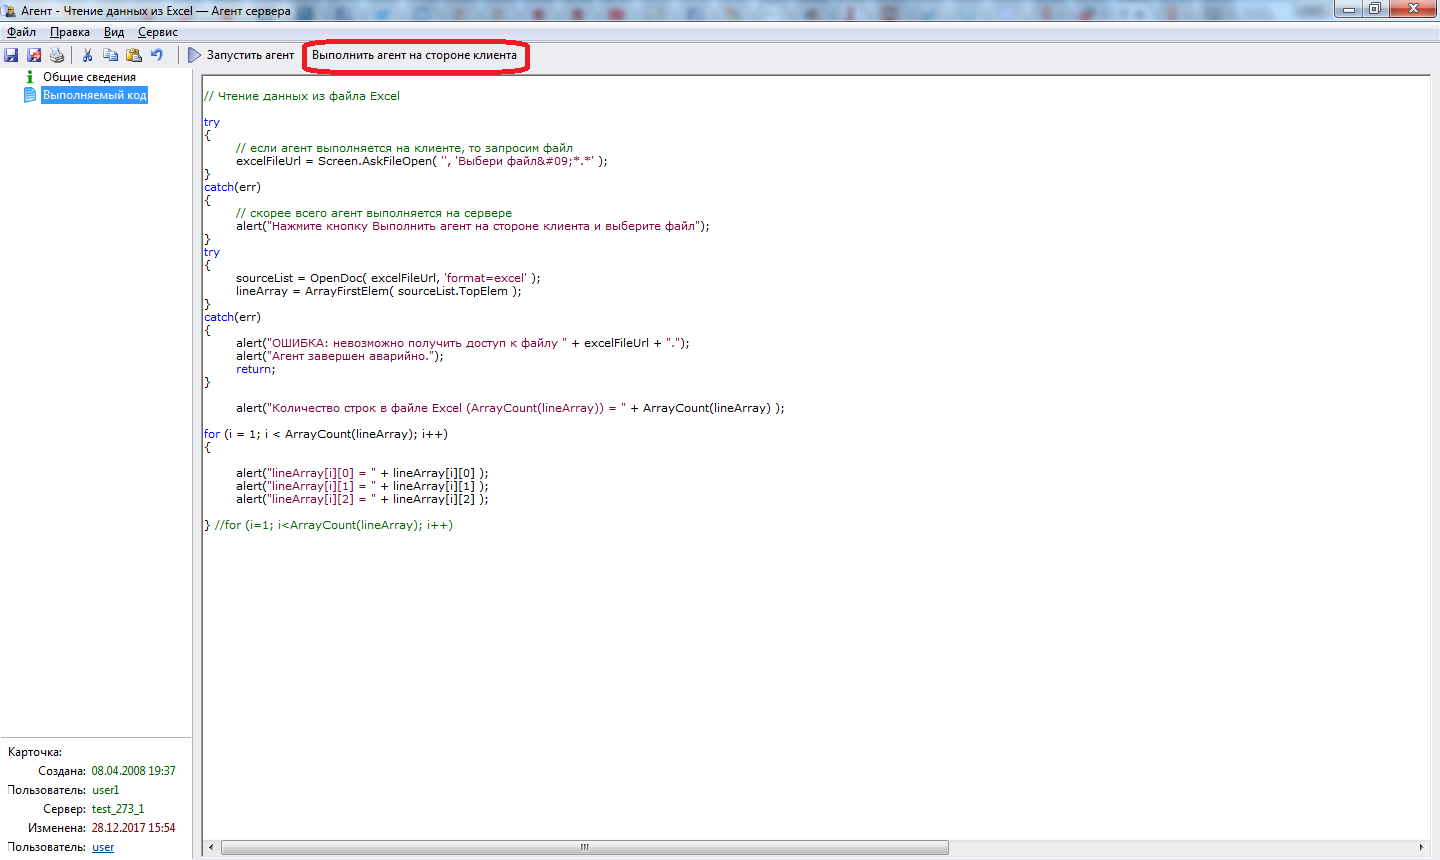 Агент - Чтение данных из Excel — Агент сервера
Файл Правка Вид Сервис
Запустить агент Выполнить агент на стороне клиента
Общие сведения
Выполняемый код
// Чтение данных из файла Excel
try
{
// если агент выполняется на клиенте, то запросим файл
excelFileUrl = Screen.AskFileOpen( '', 'Выбери файл&#09;*.*' );
}
catch(err)
{
// скорее всего агент выполняется на сервере
alert("Нажмите кнопку Выполнить агент на стороне клиента и выберите файл");
}
try
{
sourceList = OpenDoc( excelFileUrl, 'format=excel' );
lineArray = ArrayFirstElem( sourceList.TopElem );
}
catch(err)
{
alert("ОШИБКА: невозможно получить доступ к файлу " + excelFileUrl + ".");
alert("Агент завершен аварийно.");
return;
}
alert("Количество строк в файле Excel (ArrayCount(lineArray)) = " + ArrayCount(lineArray) );
for (i = 1; i < ArrayCount(lineArray); i++)
{
alert("lineArray[i][0] = " + lineArray[i][0] );
alert("lineArray[i][1] = " + lineArray[i][1] );
alert("lineArray[i][2] = " + lineArray[i][2] );
} //for (i=1; i<ArrayCount(lineArray); i++)
Карточка:
Создана: 08.04.2008 19:37
Пользователь: user1
Сервер: test_273_1
Изменена: 28.12.2017 15:54
Пользователь: user